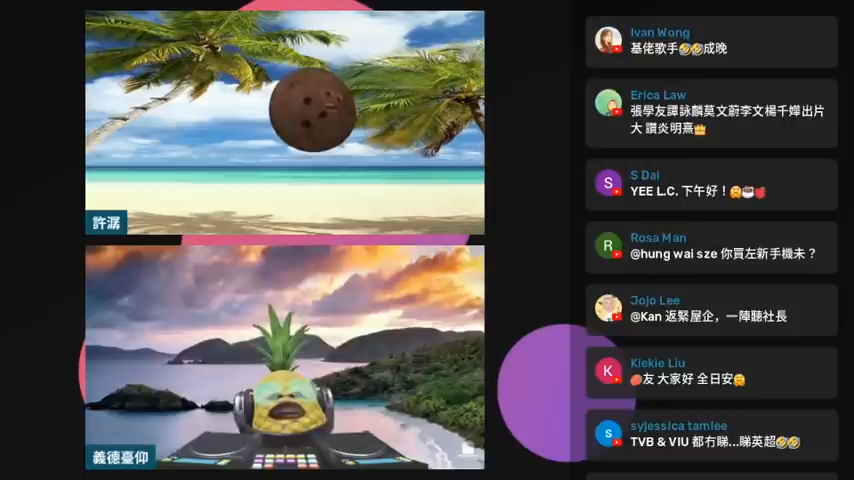 許潺
義德臺仰
Ivan Wong
基佬歌手🤣🤣成晚
Erica Law
張學友譚詠麟莫文蔚李文楊千嬅出片
大 讚炎明熹👑
S Dai
YEE L.C. 下午好！
Rosa Man
@hung wai sze 你買左新手機未？
Jojo Lee
@Kan 返緊屋企，一陣聽社長
Kiekie Liu
友 大家好 全日安
syjessica tamlee
TVB & VIU 都冇睇...睇英超🤣🤣